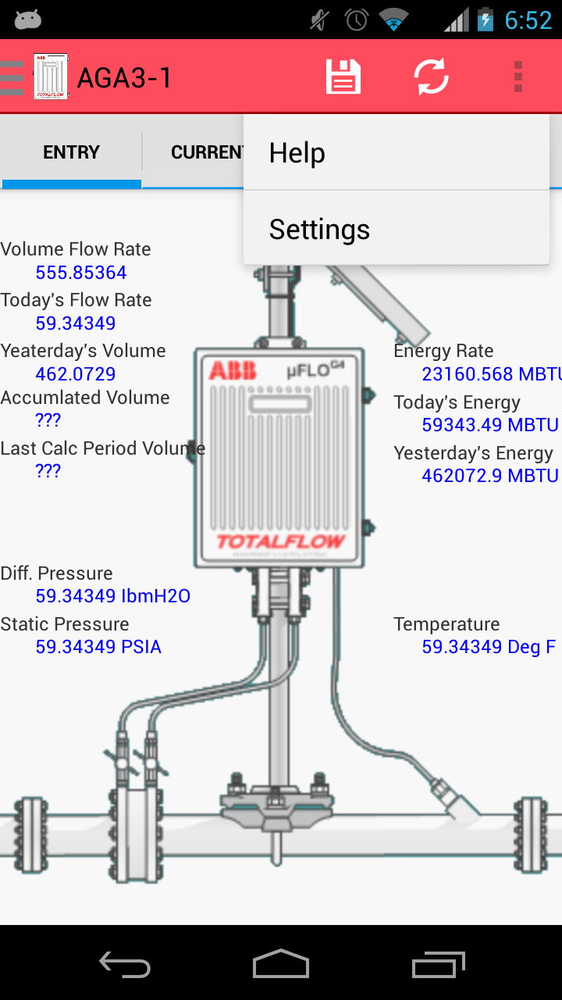 6:52
AGA3-1
ENTRY
CURREN
Help
Settings
Volume Flow Rate
555.85364
Today's Flow Rate
59.34349
Yeaterday's Volume
462.0729
Accumlated Volume
???
Last Calc Period Volume
???
Energy Rate
23160.568 MBTU
Today's Energy
59343.49 MBTU
Yesterday's Energy
462072.9 MBTU
ABB
µFLO G4
TOTALFLOW
Diff. Pressure
59.34349 IbmH2O
Static Pressure
59.34349 PSIA
Temperature
59.34349 Deg F